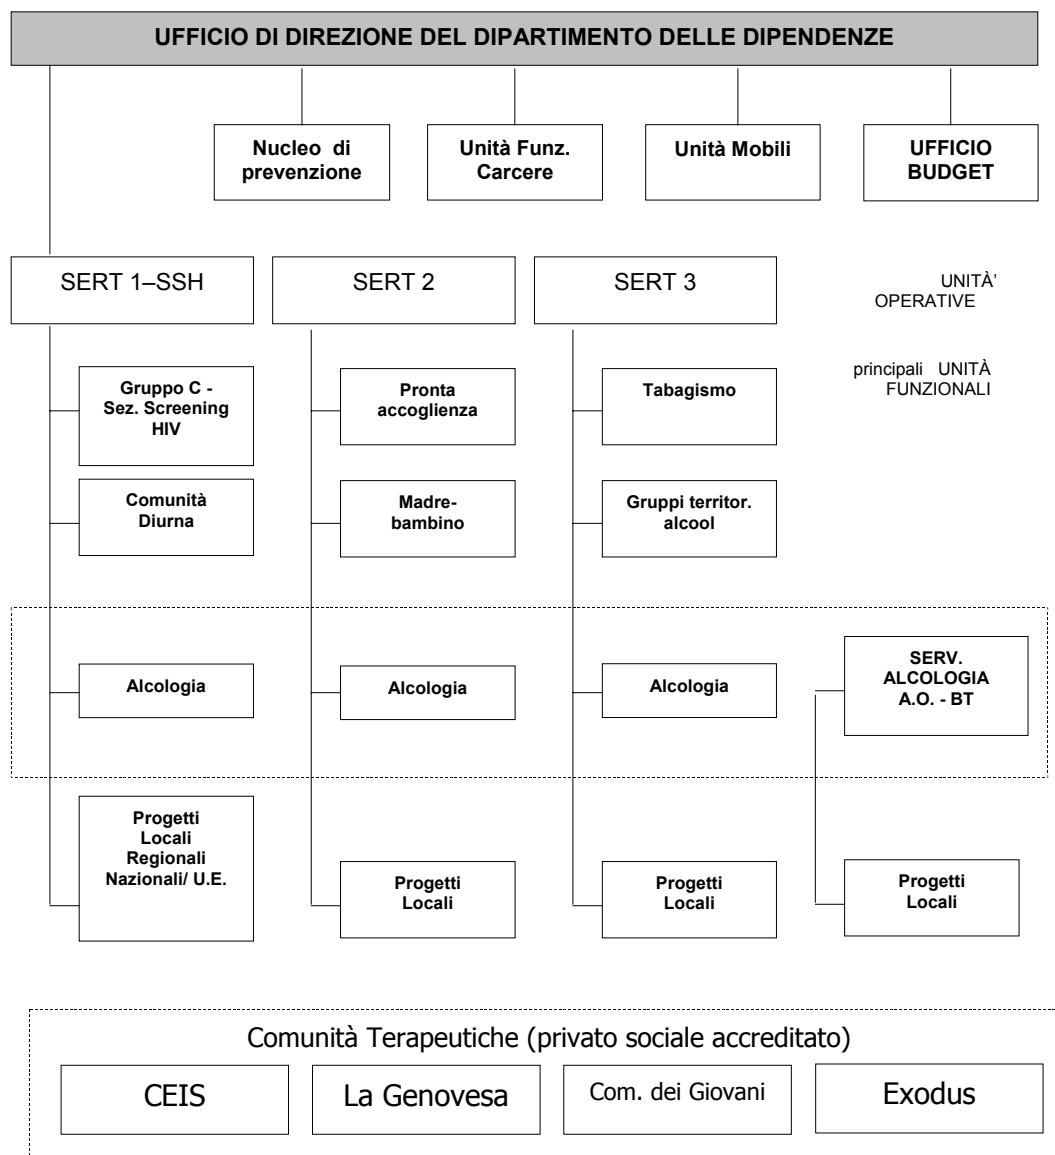 UFFICIO DI DIREZIONE DEL DIPARTIMENTO DELLE DIPENDENZE
Nucleo di
prevenzione
Unità Funz.
Carcere
Unità Mobili
UFFICIO
BUDGET
SERT 1–SSH
SERT 2
SERT 3
UNITÀ'
OPERATIVE
Gruppo C -
Sez. Screening
HIV
Pronta
accoglienza
Tabagismo
principali UNITÀ
FUNZIONALI
Comunità
Diurna
Madre-
bambino
Gruppi territor.
alcool
Alcologia
Alcologia
Alcologia
SERV.
ALCOLOGIA
A.O. - BT
Progetti
Locali
Regionali
Nazionali/ U.E.
Progetti
Locali
Progetti
Locali
Progetti
Locali
Comunità Terapeutiche (privato sociale accreditato)
CEIS
La Genovesa
Com. dei Giovani
Exodus